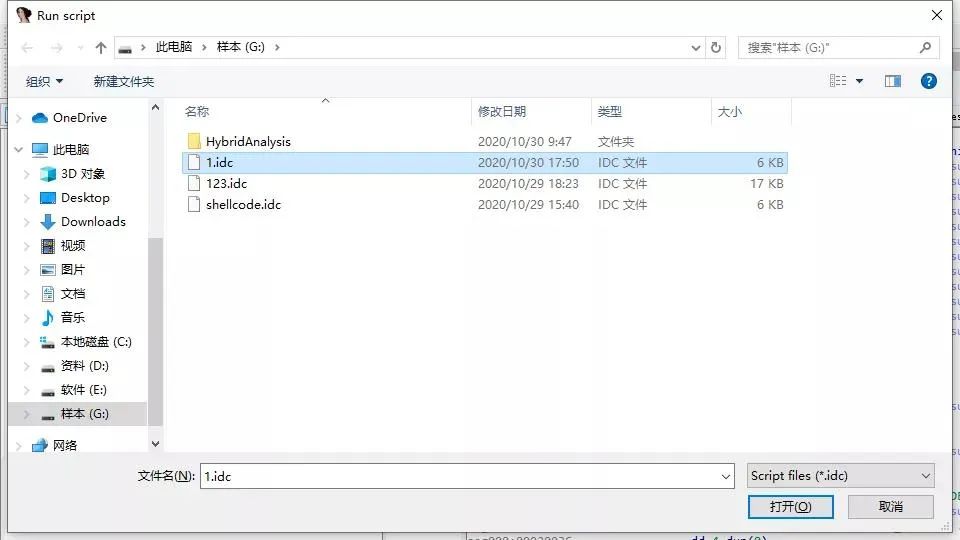 Run script
此电脑 › 样本 (G:) ›
搜索"样本 (G:)"
组织
新建文件夹
名称 修改日期 类型 大小
OneDrive
此电脑
3D 对象
Desktop
Downloads
视频
图片
文档
音乐
本地磁盘 (C:)
资料 (D:)
软件 (E:)
样本 (G:)
网络
HybridAnalysis 2020/10/30 9:47 文件夹
1.idc 2020/10/30 17:50 IDC 文件 6 KB
123.idc 2020/10/29 18:23 IDC 文件 17 KB
shellcode.idc 2020/10/29 15:40 IDC 文件 6 KB
文件名(N): 1.idc
Script files (*.idc)
打开(O)
取消